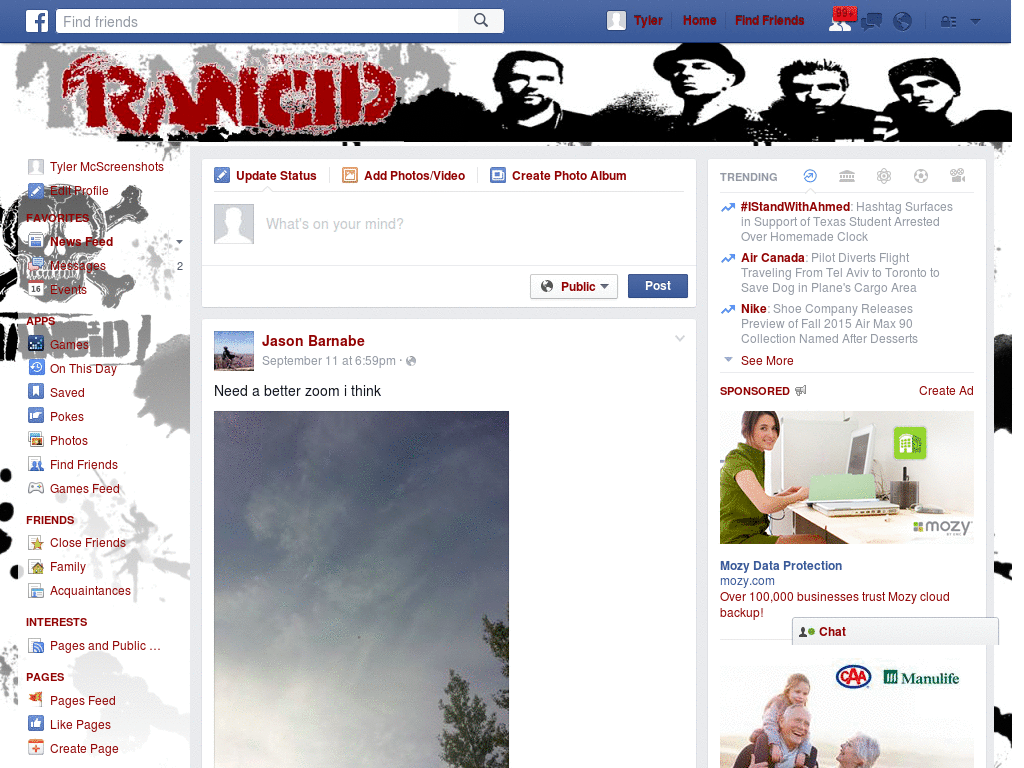 Find friends
Tyler
Home
Find Friends
99+
RANCID
Tyler McScreenshots
Edit Profile
FAVORITES
News Feed
Messages
2
16
Events
APPS
RANCID
Games
On This Day
Saved
Pokes
Photos
Find Friends
Games Feed
FRIENDS
Close Friends
Family
Acquaintances
INTERESTS
Pages and Public ...
PAGES
Pages Feed
Like Pages
Create Page
Update Status
Add Photos/Video
Create Photo Album
What's on your mind?
Public
Post
Jason Barnabe
September 11 at 6:59pm ·
Need a better zoom i think
TRENDING
#IStandWithAhmed: Hashtag Surfaces
in Support of Texas Student Arrested
Over Homemade Clock
Air Canada: Pilot Diverts Flight
Traveling From Tel Aviv to Toronto to
Save Dog in Plane's Cargo Area
Nike: Shoe Company Releases
Preview of Fall 2015 Air Max 90
Collection Named After Desserts
See More
SPONSORED
Create Ad
mozy
Mozy Data Protection
mozy.com
Over 100,000 businesses trust Mozy cloud
backup!
Chat
CAA
Manulife